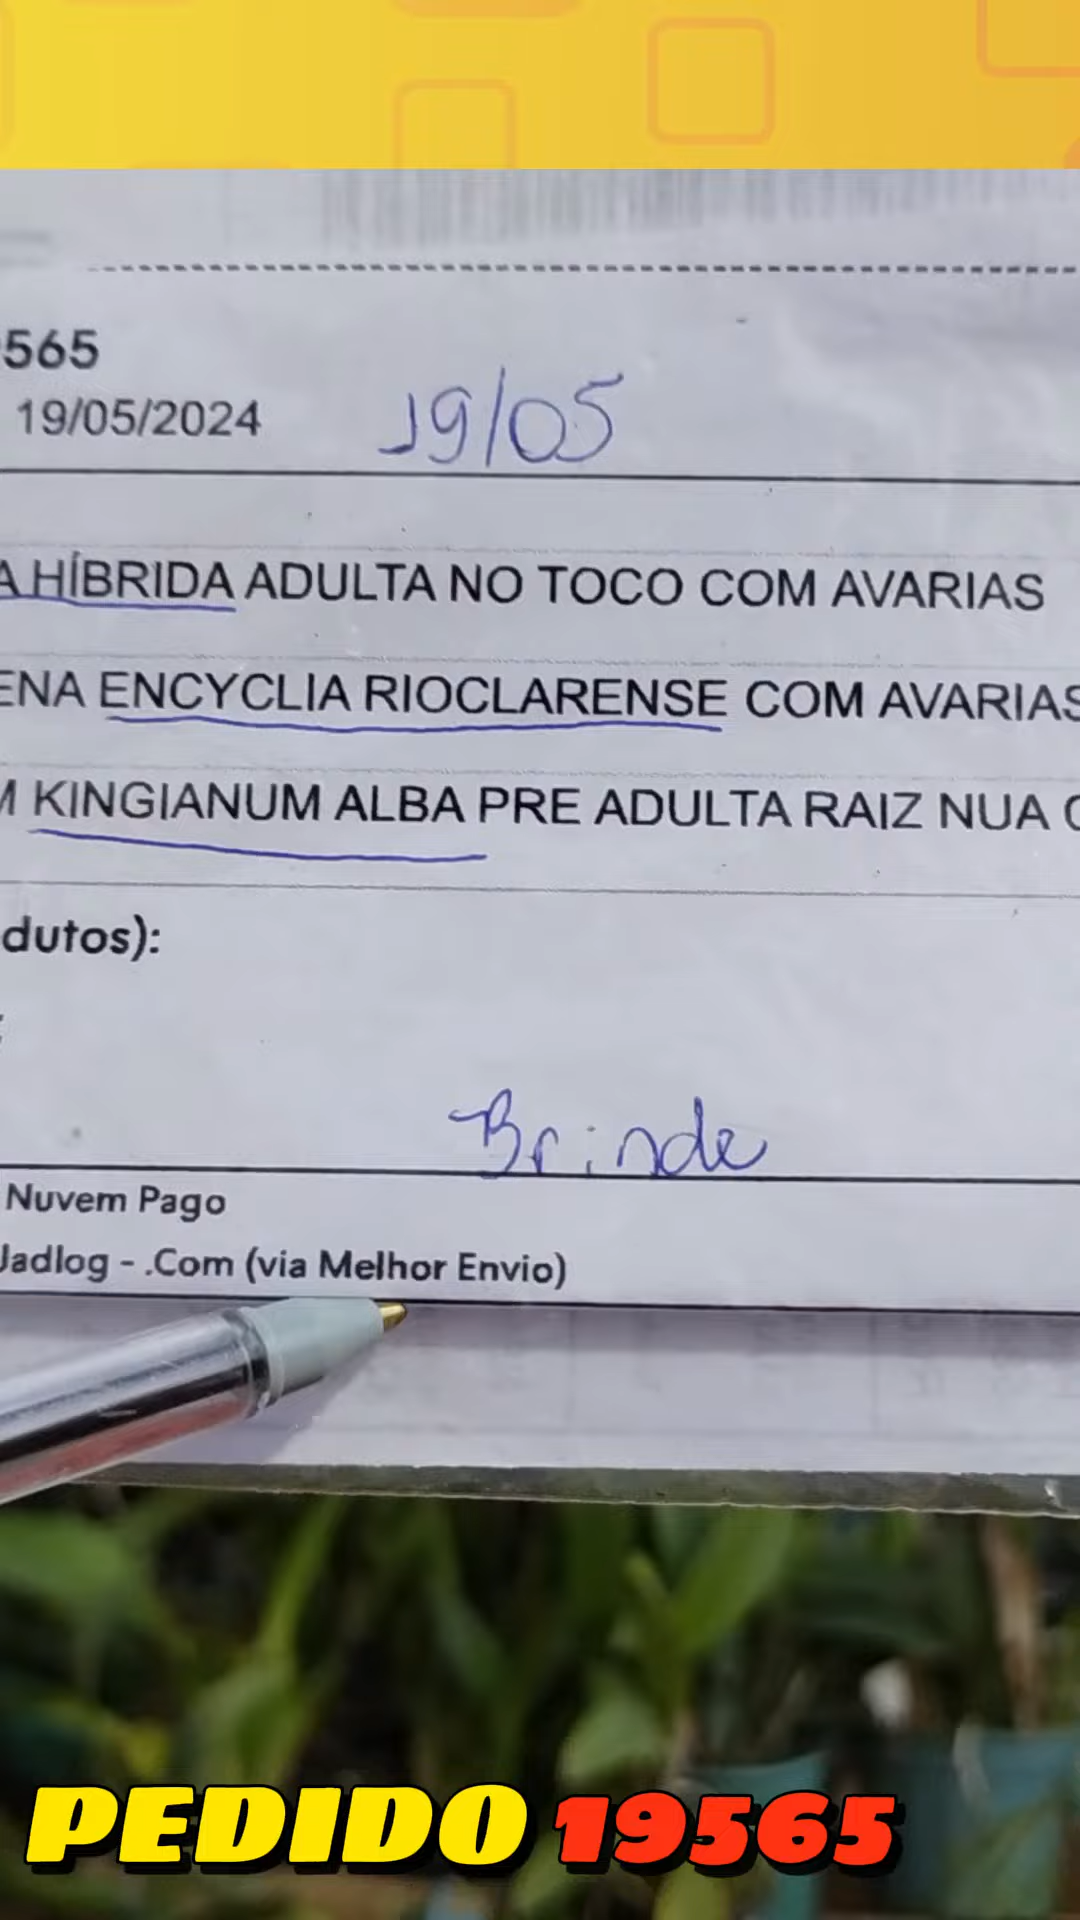 565
19/05/2024 19/05
A HÍBRIDA ADULTA NO TOCO COM AVARIAS
ENA ENCYCLIA RIOCLARENSE COM AVARIAS
M KINGIANUM ALBA PRE ADULTA RAIZ NUA C
dutos):
Brinde
Nuvem Pago
Jadlog - .Com (via Melhor Envio)
PEDIDO 19565